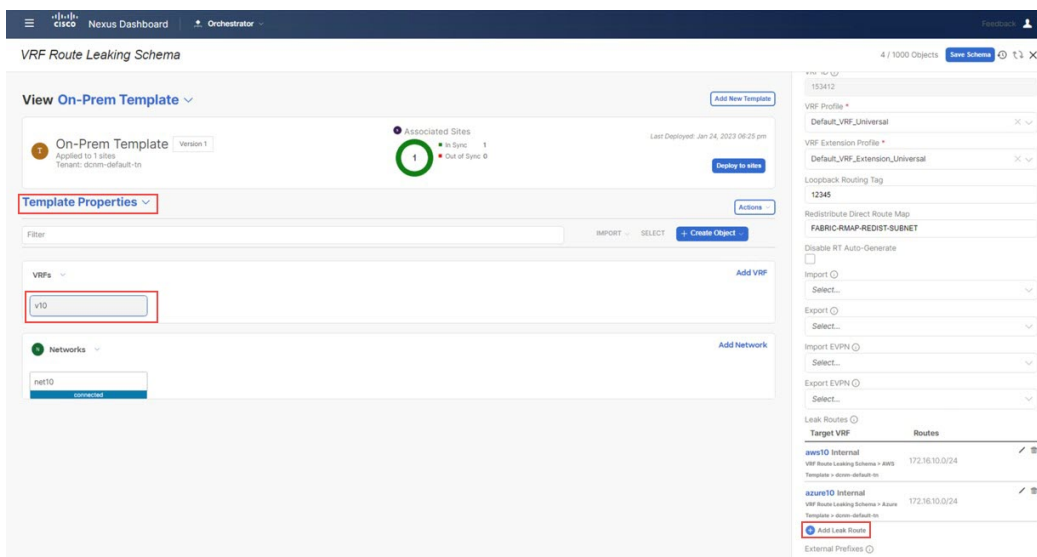 cisco Nexus Dashboard Orchestrator Feedback
VRF Route Leaking Schema 4 / 1000 Objects Save Schema
View On-Prem Template Add New Template
T On-Prem Template Version 1
Applied to 1 sites
Tenant: dcnm-default-tn
Associated Sites
1
In Sync 1
Out of Sync 0
Last Deployed: Jan 24, 2023 06:25 pm
Deploy to sites
Template Properties Actions
Filter IMPORT SELECT + Create Object
VRFs Add VRF
v10
N Networks Add Network
net10
connected
VRF ID
153412
VRF Profile *
Default_VRF_Universal
VRF Extension Profile *
Default_VRF_Extension_Universal
Loopback Routing Tag
12345
Redistribute Direct Route Map
FABRIC-RMAP-REDIST-SUBNET
Disable RT Auto-Generate
Import
Select...
Export
Select...
Import EVPN
Select...
Export EVPN
Select...
Leak Routes
Target VRF Routes
aws10 Internal
VRF Route Leaking Schema > AWS
Template > dcnm-default-tn
172.16.10.0/24
azure10 Internal
VRF Route Leaking Schema > Azure
Template > dcnm-default-tn
172.16.10.0/24
Add Leak Route
External Prefixes